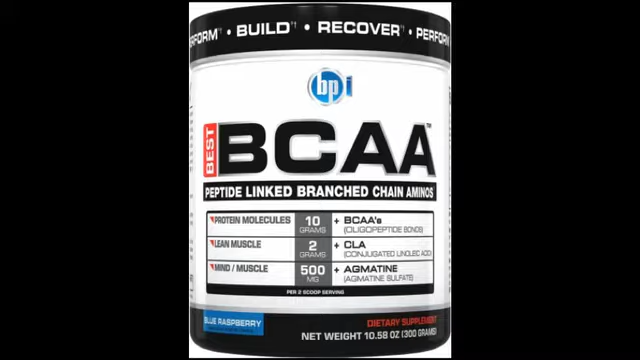 RFORM†† • BUILD†† • RECOVER†† • PERFORM
bpi
BEST BCAA™
PEPTIDE LINKED BRANCHED CHAIN AMINOS
PROTEIN MOLECULES 10 GRAMS + BCAA's (OLIGOPEPTIDE BONDS)
LEAN MUSCLE 2 GRAMS + CLA (CONJUGATED LINOLEIC ACID)
MIND / MUSCLE 500 MG + AGMATINE (AGMATINE SULFATE)
PER 2 SCOOP SERVING
BLUE RASPBERRY
DIETARY SUPPLEMENT
NET WEIGHT 10.58 OZ (300 GRAMS)